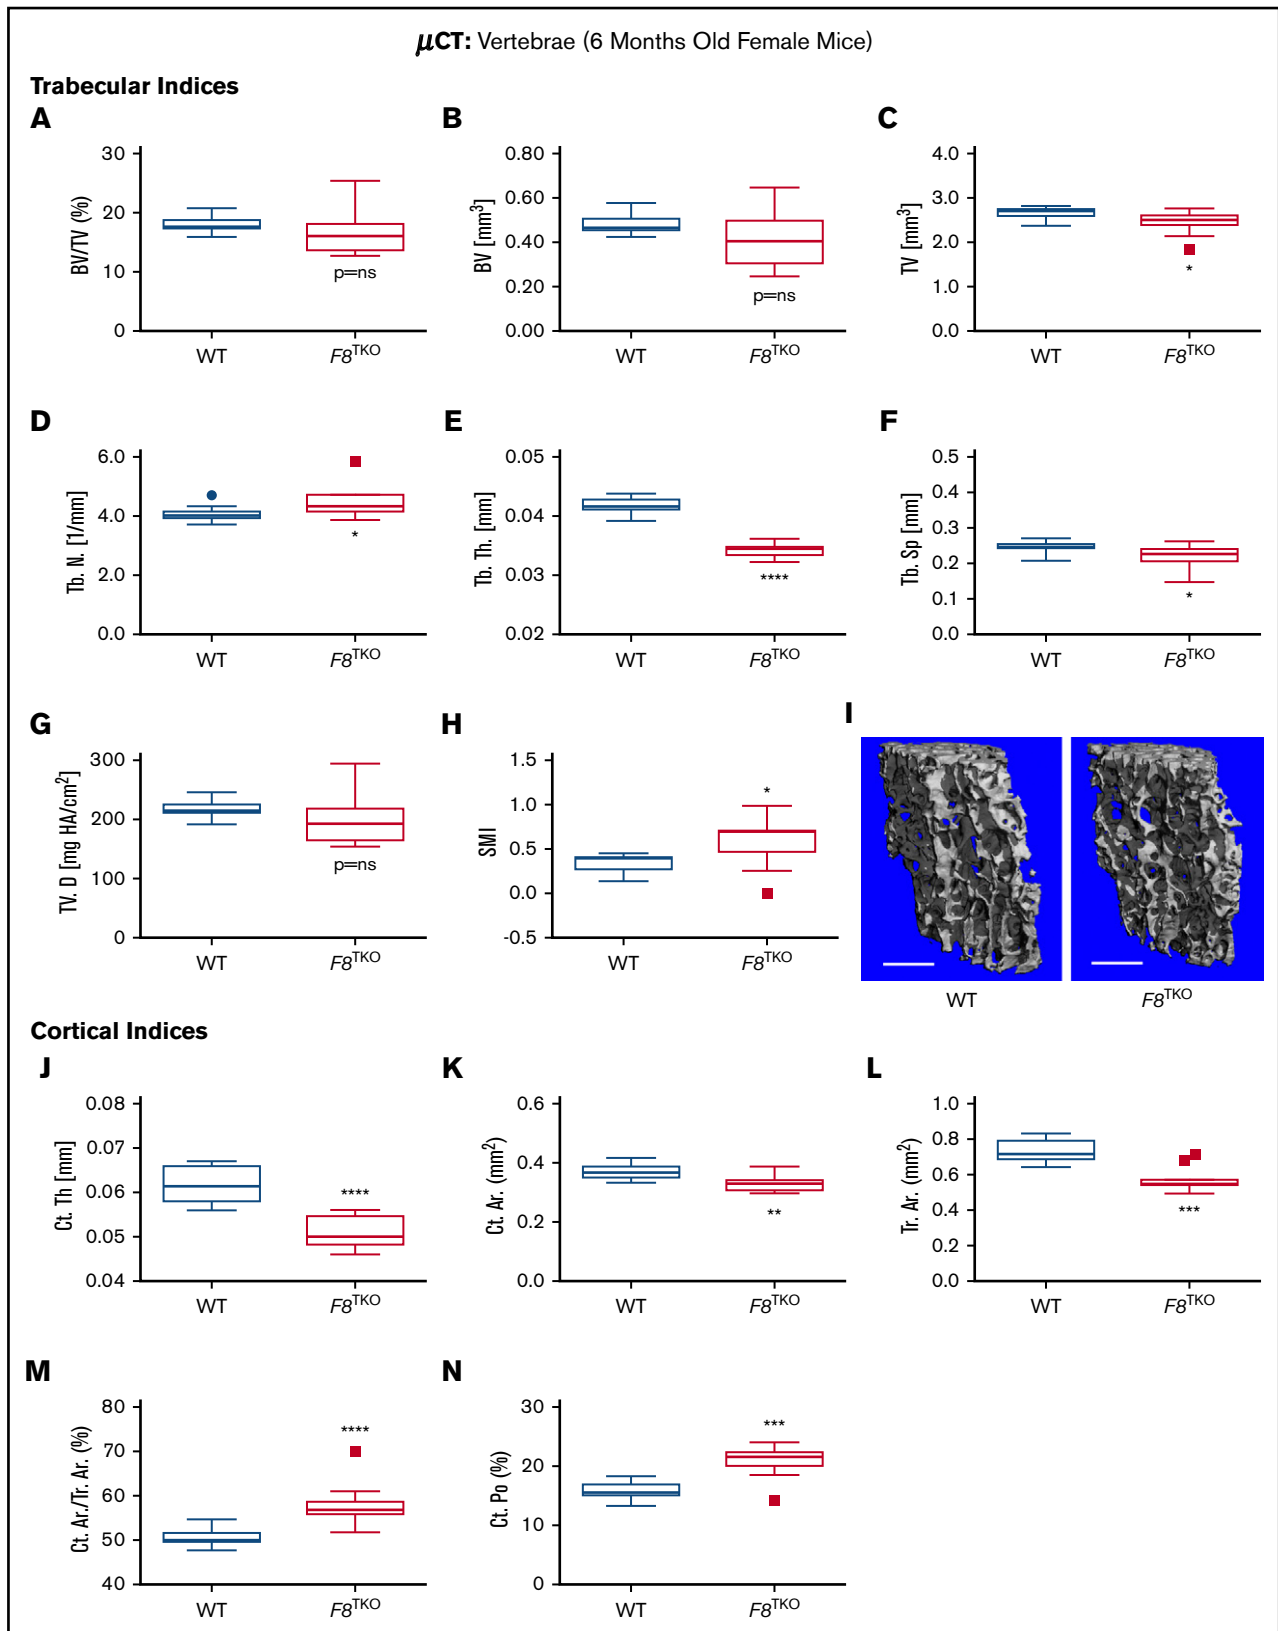 μCT: Vertebrae (6 Months Old Female Mice)
Trabecular Indices
A
B
C
BV/TV (%)
30
20
10
0
p=ns
WT
F8TKO
BV [mm3]
0.80
0.60
0.40
0.20
0.00
p=ns
WT
F8TKO
TV [mm3]
4.0
3.0
2.0
1.0
0.0
*
WT
F8TKO
D
E
F
Tb. N. [1/mm]
6.0
4.0
2.0
0.0
*
WT
F8TKO
Tb. Th. [mm]
0.05
0.04
0.03
0.02
****
WT
F8TKO
Tb. Sp [mm]
0.5
0.4
0.3
0.2
0.1
0.0
*
WT
F8TKO
G
H
I
TV. D [mg HA/cm2]
300
200
100
0
p=ns
WT
F8TKO
SMI
1.5
1.0
0.5
0.0
-0.5
*
WT
F8TKO
WT
F8TKO
Cortical Indices
J
K
L
Ct. Th [mm]
0.08
0.07
0.06
0.05
0.04
****
WT
F8TKO
Ct. Ar. (mm2)
0.6
0.4
0.2
0.0
**
WT
F8TKO
Tr. Ar. (mm2)
1.0
0.8
0.6
0.4
0.2
0.0
***
WT
F8TKO
M
N
Ct. Ar./Tr. Ar. (%)
80
70
60
50
40
****
WT
F8TKO
Ct. Po (%)
30
20
10
0
***
WT
F8TKO